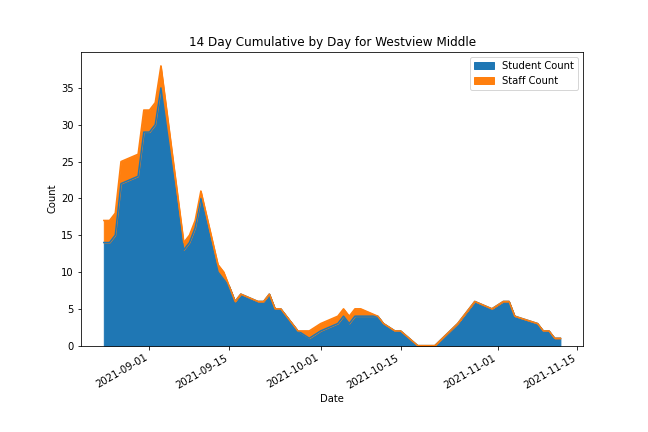 14 Day Cumulative by Day for Westview Middle
Student Count
Staff Count
35
30
25
20
15
10
5
0
Count
2021-09-01
2021-09-15
2021-10-01
2021-10-15
2021-11-01
2021-11-15
Date